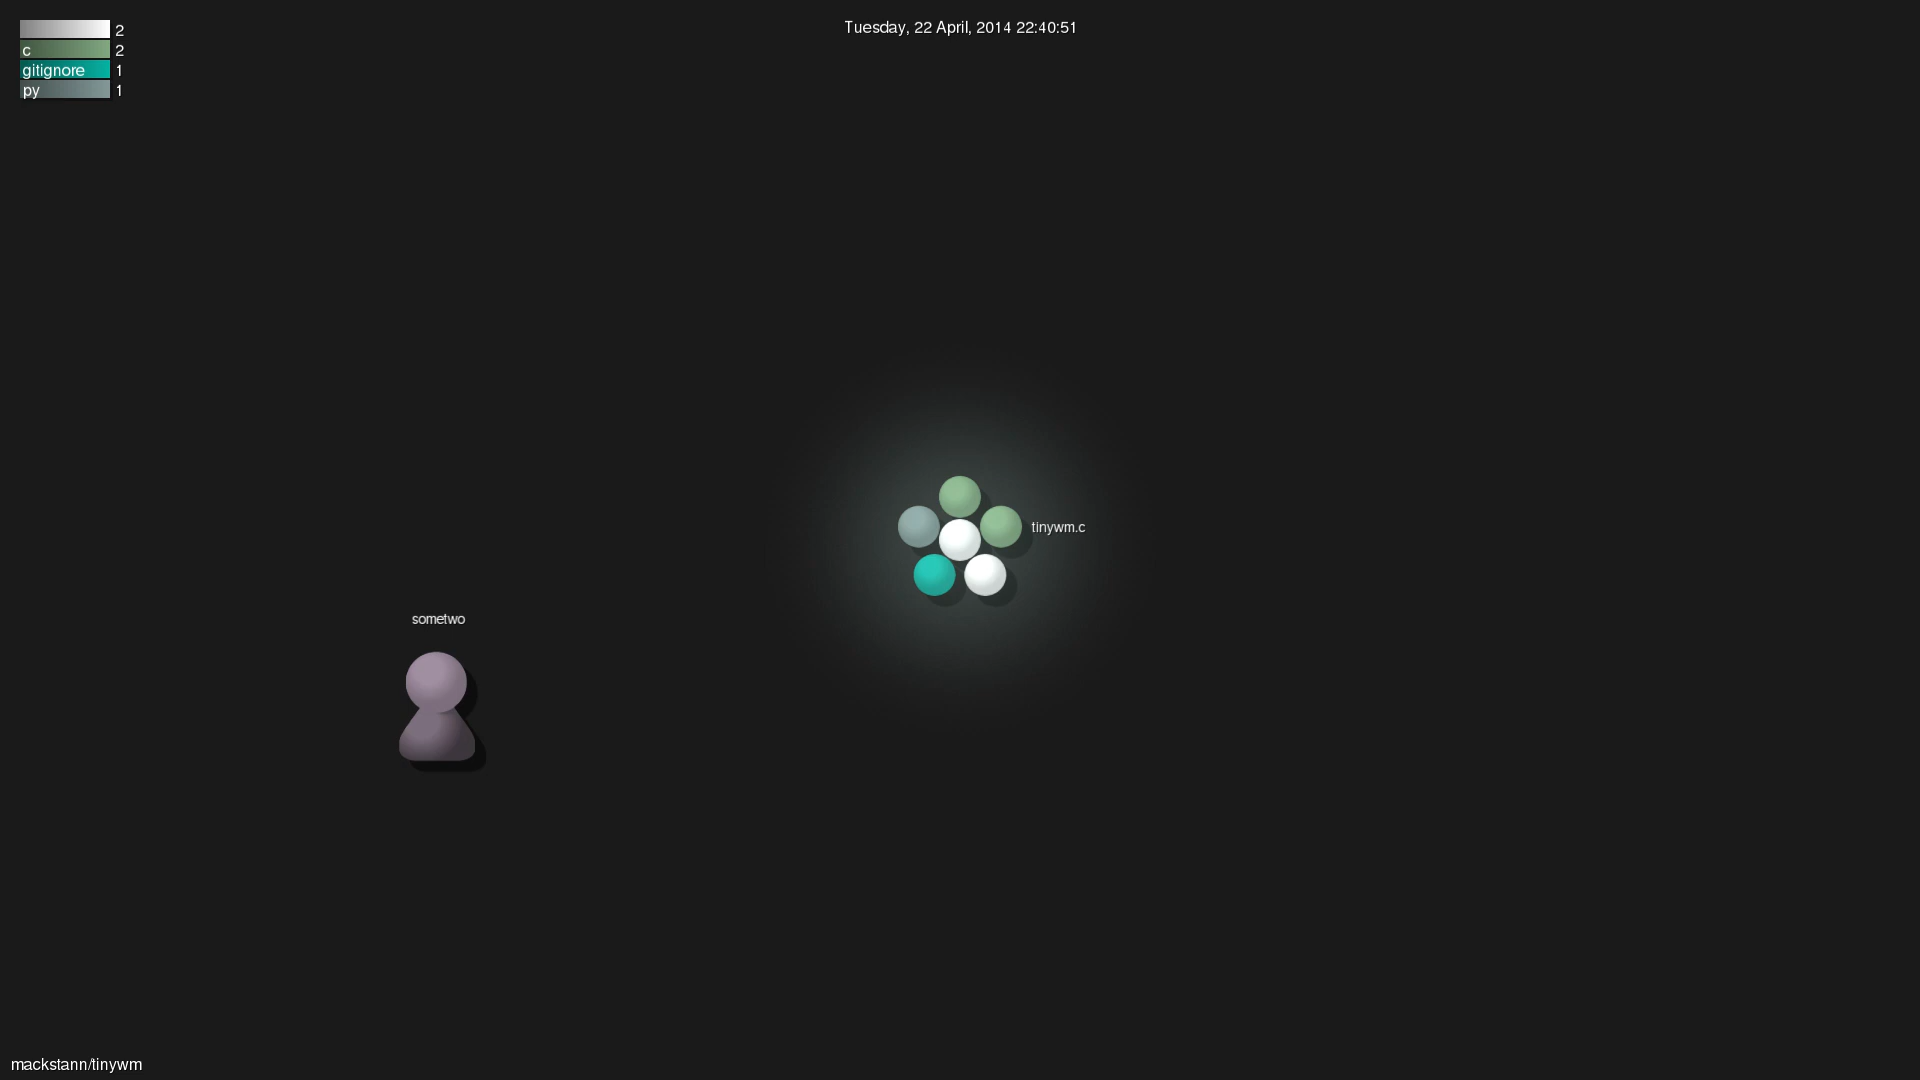 2
c 2
gitignore 1
py 1
Tuesday, 22 April, 2014 22:40:51
tinywm.c
sometwo
mackstann/tinywm